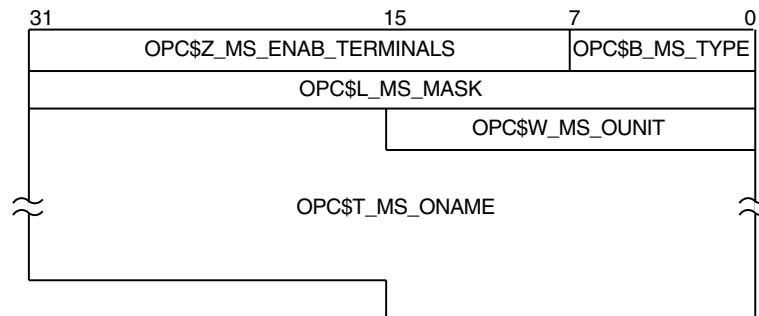 31 15 7 0
OPC$Z_MS_ENAB_TERMINALS OPC$B_MS_TYPE
OPC$L_MS_MASK
OPC$W_MS_OUNIT
OPC$T_MS_ONAME